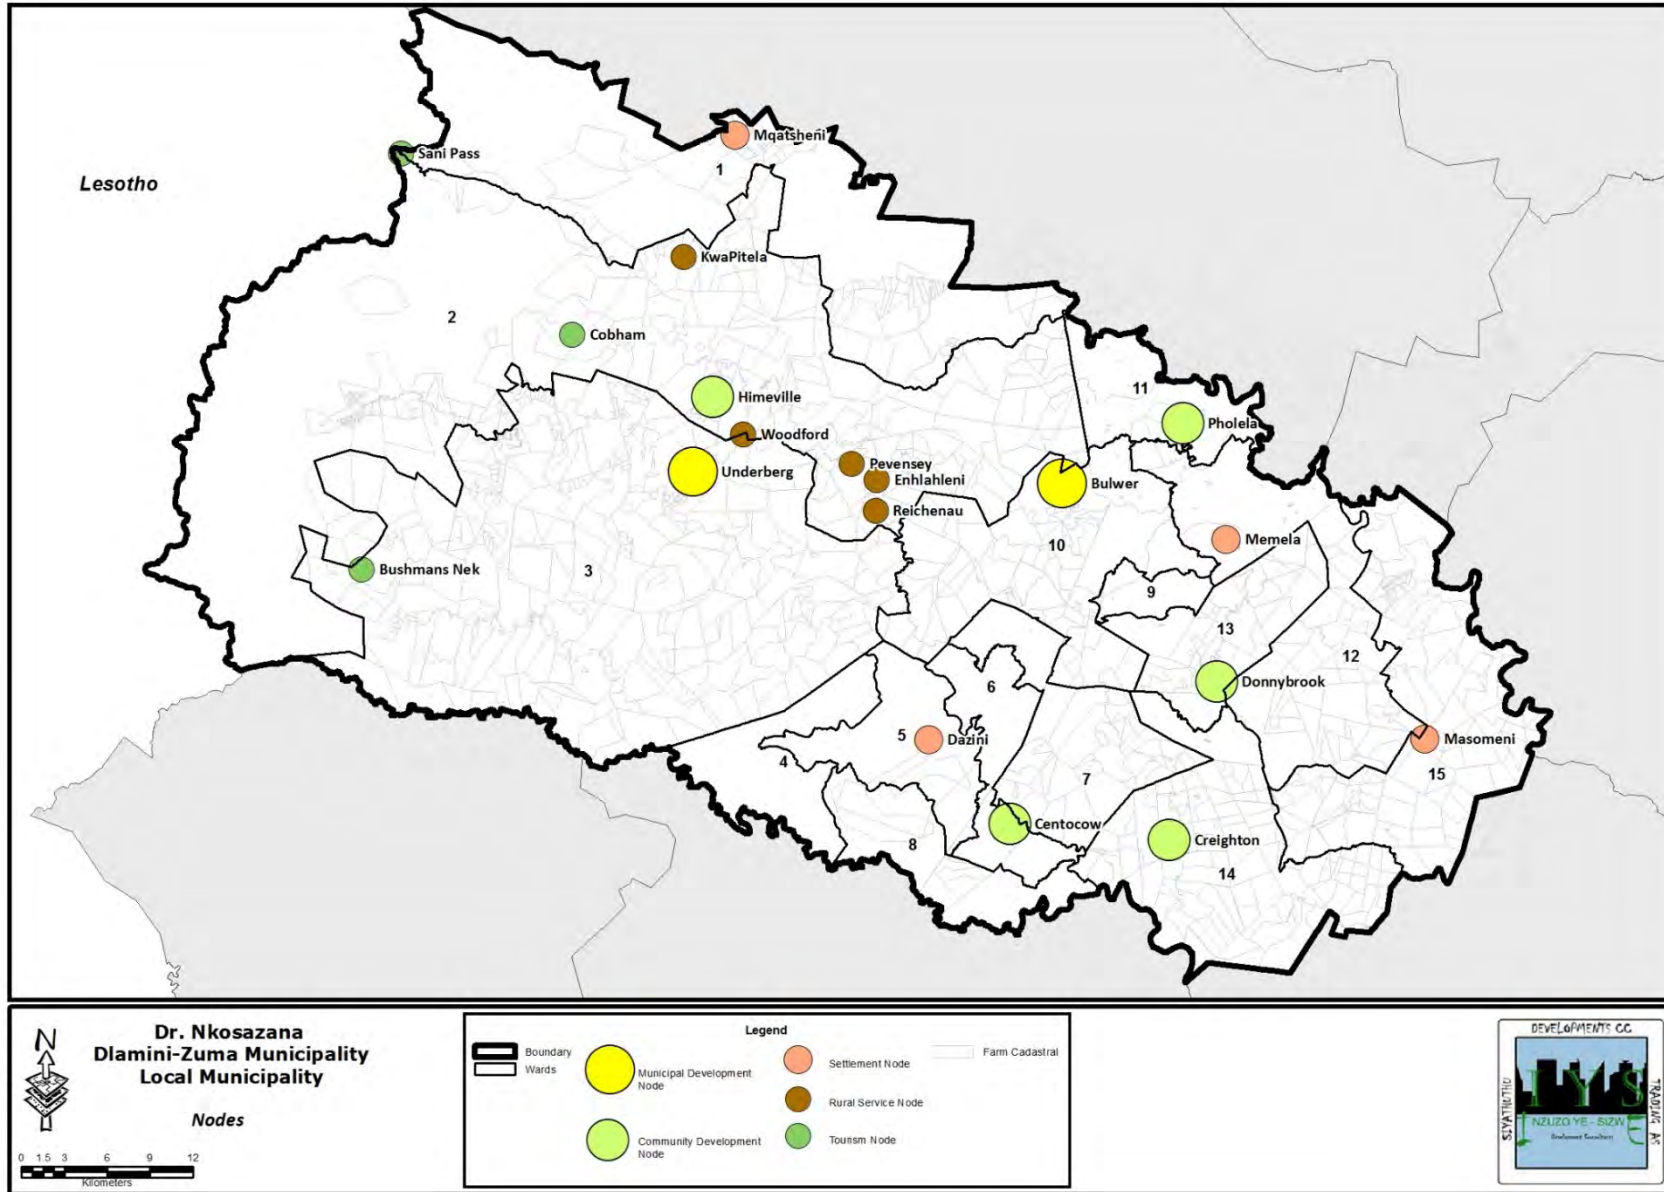 Mqatsheni
Sani Pass
Lesotho
1
KwaPitela
2
Cobham
11
Himeville
Pholela
Woodford
Pevensey
Underberg
Enhlahleni
Bulwer
Reichenau
10
Memela
Bushmans Nek
3
9
13
12
6
Donnybrook
5
Dazini
Masomeni
4
7
15
Centocow
Creighton
8
14
Dr. Nkosazana
Dlamini-Zuma Municipality
Local Municipality
Nodes
N
0 1.5 3 6 9 12
Kilometers
Legend
Boundary
Wards
Municipal Development
Node
Community Development
Node
Settlement Node
Rural Service Node
Tourism Node
Farm Cadastral
DEVELOPMENTS CC
SIYATHUTHU
TRADING AS
I Y S
NZUZO YE - SIZWE
Development Consultants